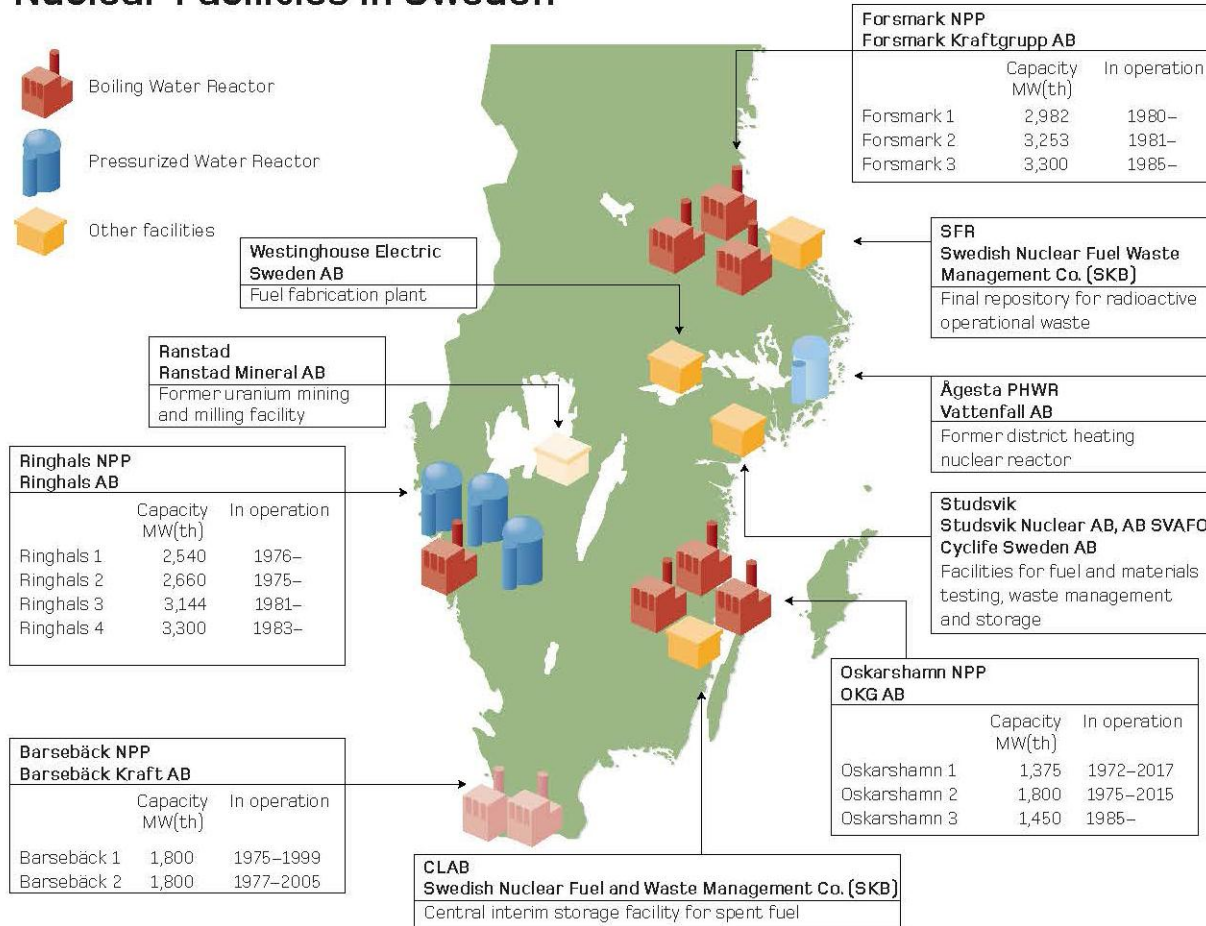 Nuclear Facilities in Sweden
Boiling Water Reactor
Pressurized Water Reactor
Other facilities
Forsmark NPP
Forsmark Kraftgrupp AB
Capacity In operation
MW(th)
Forsmark 1 2,982 1980–
Forsmark 2 3,253 1981–
Forsmark 3 3,300 1985–
Westinghouse Electric
Sweden AB
Fuel fabrication plant
SFR
Swedish Nuclear Fuel Waste
Management Co. (SKB)
Final repository for radioactive
operational waste
Ranstad
Ranstad Mineral AB
Former uranium mining
and milling facility
Ågesta PHWR
Vattenfall AB
Former district heating
nuclear reactor
Ringhals NPP
Ringhals AB
Capacity In operation
MW(th)
Ringhals 1 2,540 1976–
Ringhals 2 2,660 1975–
Ringhals 3 3,144 1981–
Ringhals 4 3,300 1983–
Studsvik
Studsvik Nuclear AB, AB SVAFO
Cyclife Sweden AB
Facilities for fuel and materials
testing, waste management
and storage
Oskarshamn NPP
OKG AB
Capacity In operation
MW(th)
Oskarshamn 1 1,375 1972–2017
Oskarshamn 2 1,800 1975–2015
Oskarshamn 3 1,450 1985–
Barsebäck NPP
Barsebäck Kraft AB
Capacity In operation
MW(th)
Barsebäck 1 1,800 1975–1999
Barsebäck 2 1,800 1977–2005
CLAB
Swedish Nuclear Fuel and Waste Management Co. (SKB)
Central interim storage facility for spent fuel